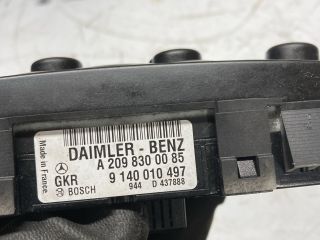 Made in France
DAIMLER - BENZ
A 209 830 00 85
GKR 9 140 010 497
BOSCH 944 D 437888